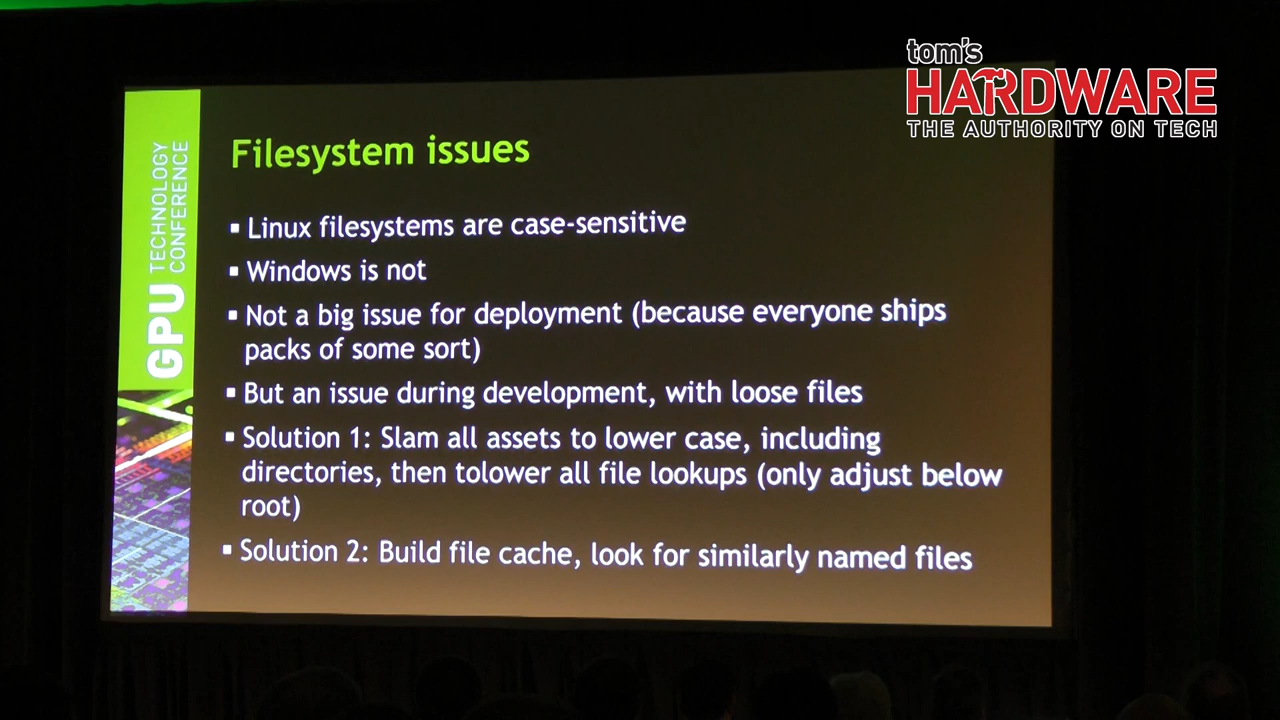 tom's
HARDWARE
THE AUTHORITY ON TECH
GPU TECHNOLOGY
CONFERENCE
Filesystem issues
▪ Linux filesystems are case-sensitive
▪ Windows is not
▪ Not a big issue for deployment (because everyone ships
packs of some sort)
▪ But an issue during development, with loose files
▪ Solution 1: Slam all assets to lower case, including
directories, then tolower all file lookups (only adjust below
root)
▪ Solution 2: Build file cache, look for similarly named files